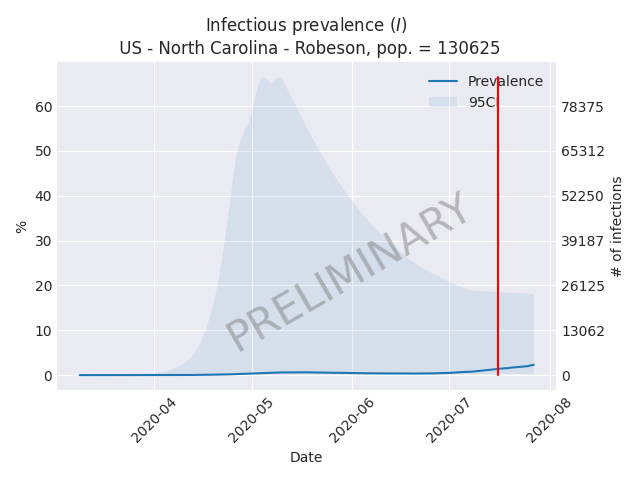 Infectious prevalence (I)
US - North Carolina - Robeson, pop. = 130625
Prevalence
95CI
60
50
40
30
20
10
0
%
78375
65312
52250
39187
26125
13062
0
# of infections
PRELIMINARY
2020-04
2020-05
2020-06
2020-07
2020-08
Date